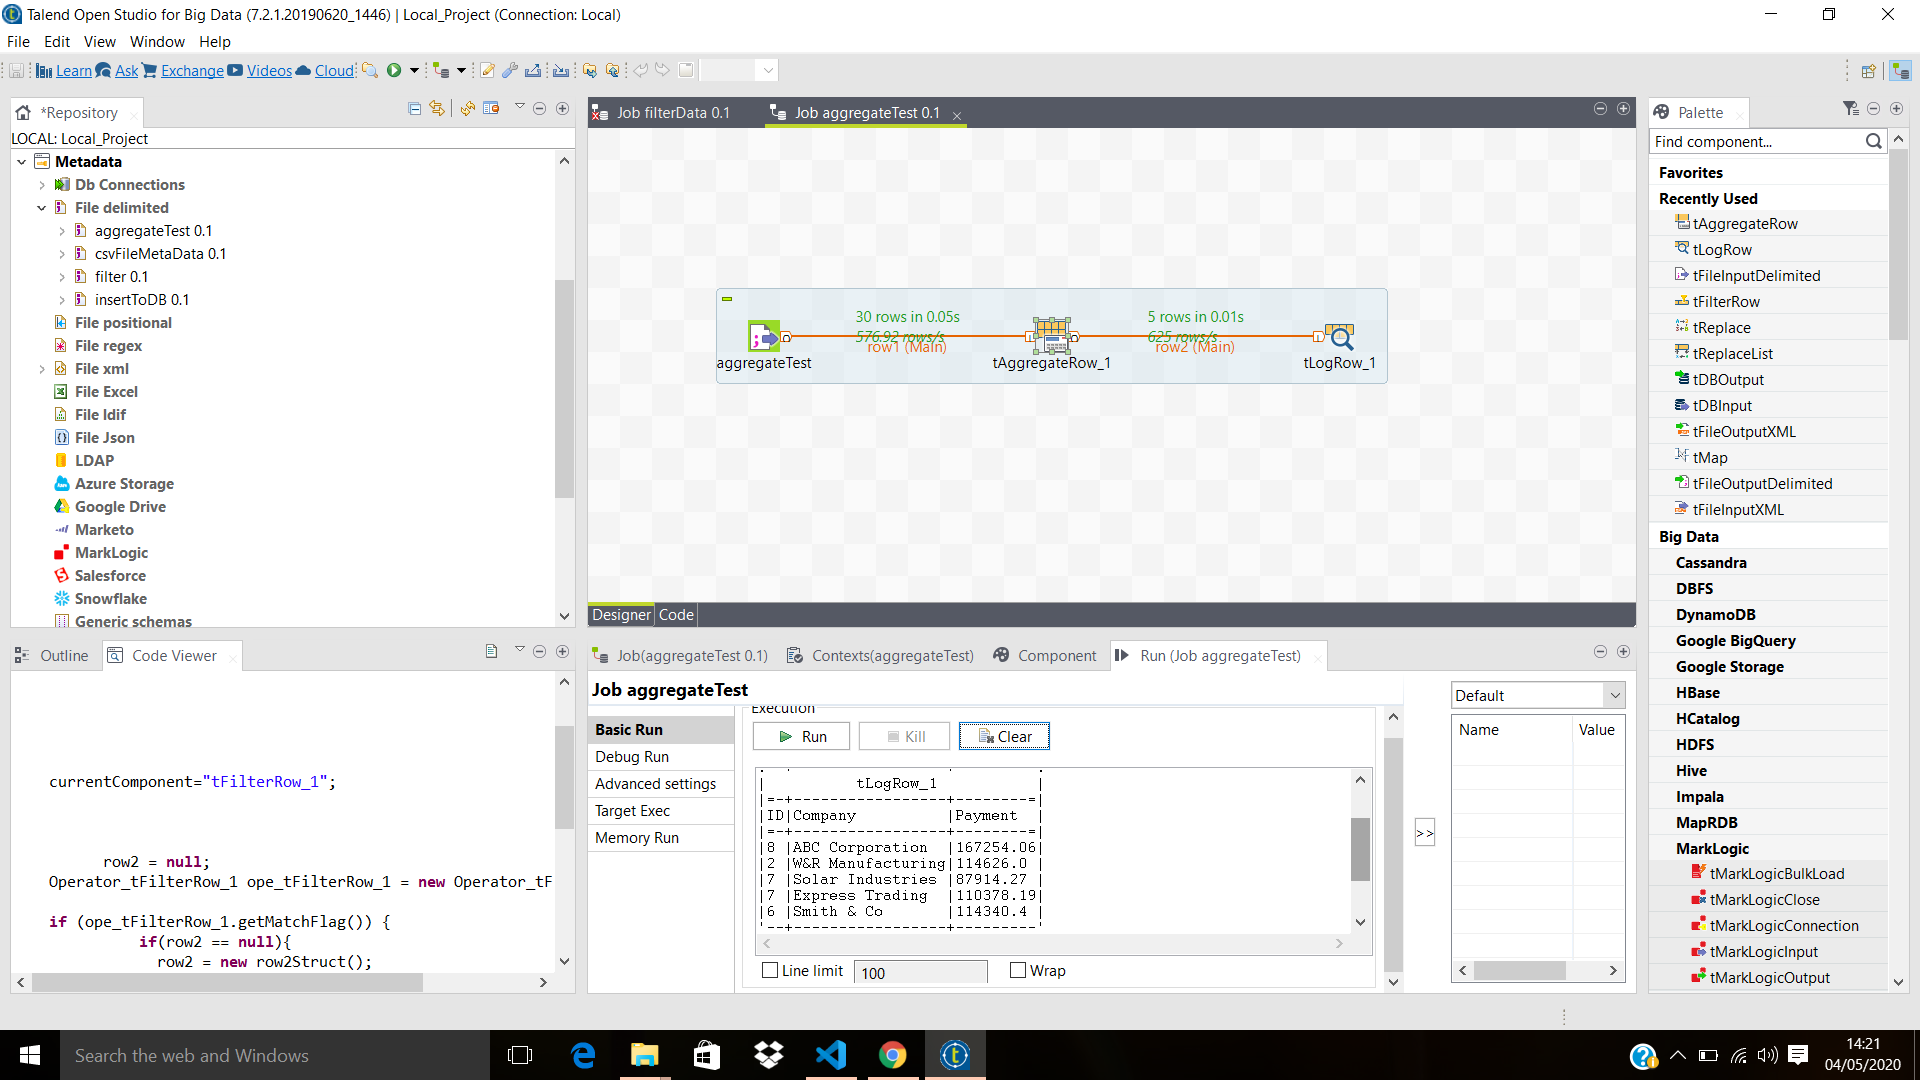 Talend Open Studio for Big Data (7.2.1.20190620_1446) | Local_Project (Connection: Local)
File Edit View Window Help
Learn Ask Exchange Videos Cloud
*Repository
LOCAL: Local_Project
Metadata
Db Connections
File delimited
aggregateTest 0.1
csvFileMetaData 0.1
filter 0.1
insertToDB 0.1
File positional
File regex
File xml
File Excel
File ldif
File Json
LDAP
Azure Storage
Google Drive
Marketo
MarkLogic
Salesforce
Snowflake
Generic schemas
Job filterData 0.1
Job aggregateTest 0.1
30 rows in 0.05s
576.92 rows/s
row1 (Main)
5 rows in 0.01s
625 rows/s
row2 (Main)
aggregateTest
tAggregateRow_1
tLogRow_1
Designer Code
Palette
Find component...
Favorites
Recently Used
tAggregateRow
tLogRow
tFileInputDelimited
tFilterRow
tReplace
tReplaceList
tDBOutput
tDBInput
tFileOutputXML
tMap
tFileOutputDelimited
tFileInputXML
Big Data
Cassandra
DBFS
DynamoDB
Google BigQuery
Google Storage
HBase
HCatalog
HDFS
Hive
Impala
MapRDB
MarkLogic
tMarkLogicBulkLoad
tMarkLogicClose
tMarkLogicConnection
tMarkLogicInput
tMarkLogicOutput
Outline Code Viewer
currentComponent="tFilterRow_1";
row2 = null;
Operator_tFilterRow_1 ope_tFilterRow_1 = new Operator_tF
if (ope_tFilterRow_1.getMatchFlag()) {
if(row2 == null){
row2 = new row2Struct();
Job(aggregateTest 0.1) Contexts(aggregateTest) Component Run (Job aggregateTest)
Job aggregateTest
Basic Run
Debug Run
Advanced settings
Target Exec
Memory Run
Execution
Run Kill Clear
| tLogRow_1 |
|=-+-----------------+---------=|
|ID|Company |Payment |
|=-+-----------------+---------=|
|8 |ABC Corporation |167254.06|
|2 |W&R Manufacturing|114626.0 |
|7 |Solar Industries |87914.27 |
|7 |Express Trading |110378.19|
|6 |Smith & Co |114340.4 |
'--+-----------------+---------'
Line limit 100 Wrap
>>
Default
Name Value
Search the web and Windows
14:21
04/05/2020